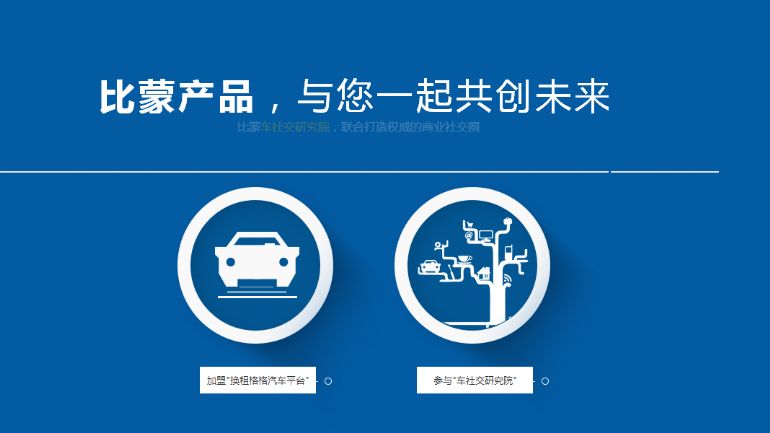 比蒙产品，与您一起共创未来
比蒙车社交研究院，联合打造权威的商业社交圈
加盟"换租格格汽车平台"
参与"车社交研究院"